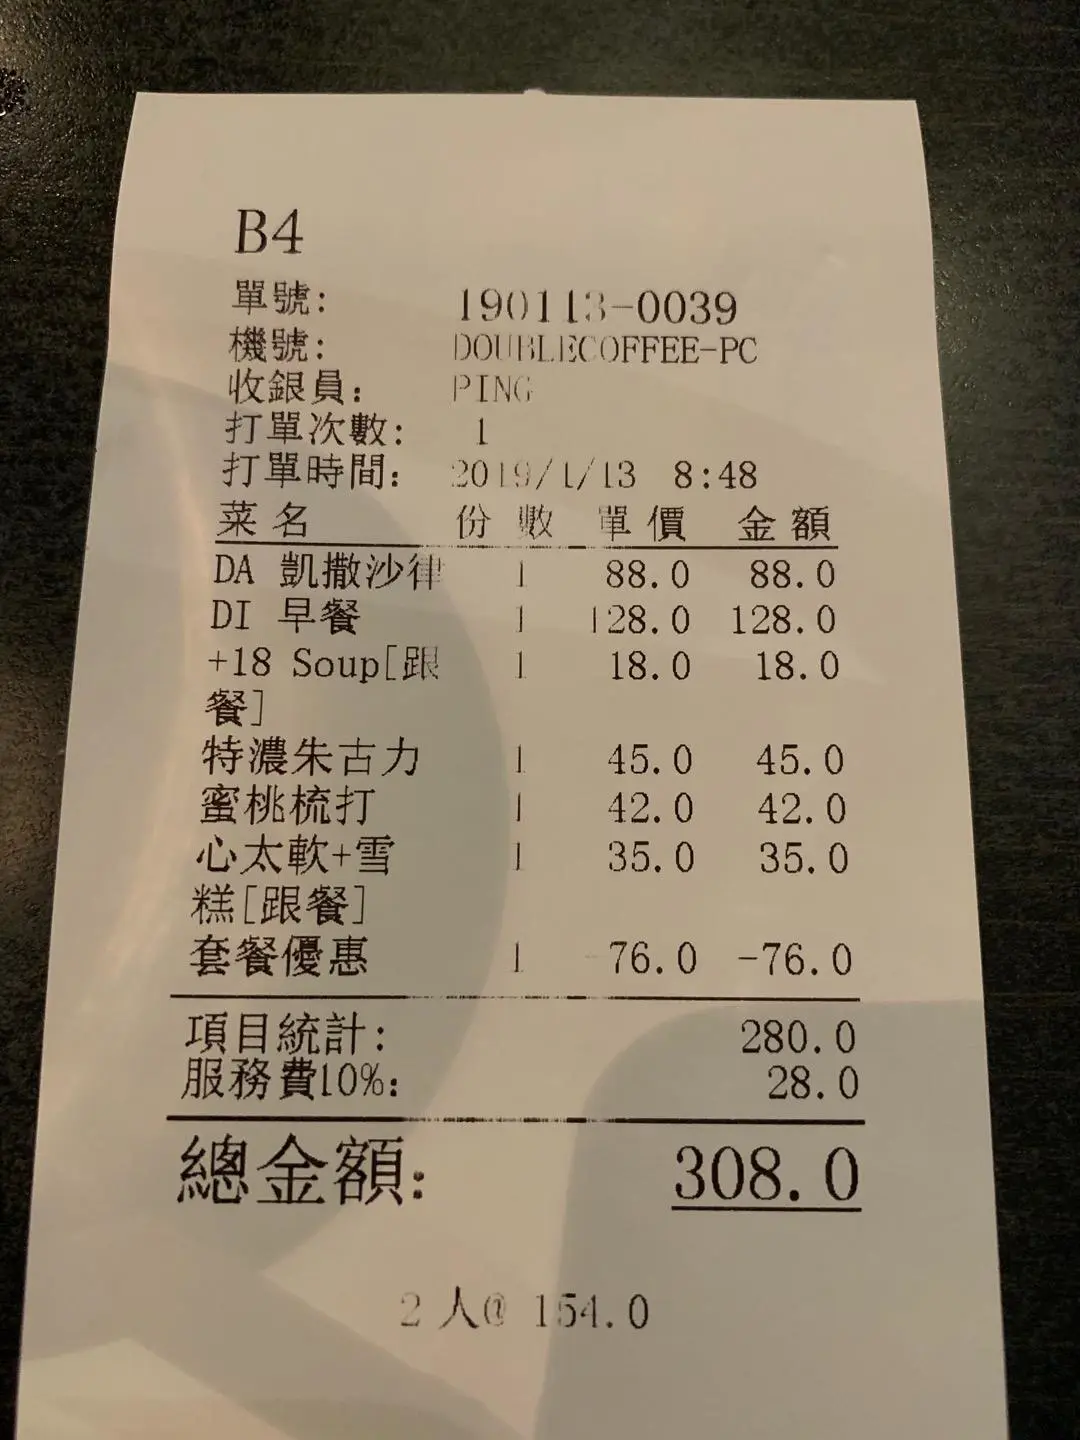 B4
單號: 190113-0039
機號: DOUBLECOFFEE-PC
收銀員: PING
打單次數: 1
打單時間: 2019/1/13 8:48
菜名 份數 單價 金額
DA 凱撒沙律 1 88.0 88.0
DI 早餐 1 128.0 128.0
+18 Soup[跟 1 18.0 18.0
餐]
特濃朱古力 1 45.0 45.0
蜜桃梳打 1 42.0 42.0
心太軟+雪 1 35.0 35.0
糕[跟餐]
套餐優惠 1 -76.0 -76.0
項目統計: 280.0
服務費10%: 28.0
總金額: 308.0
2 人@ 154.0